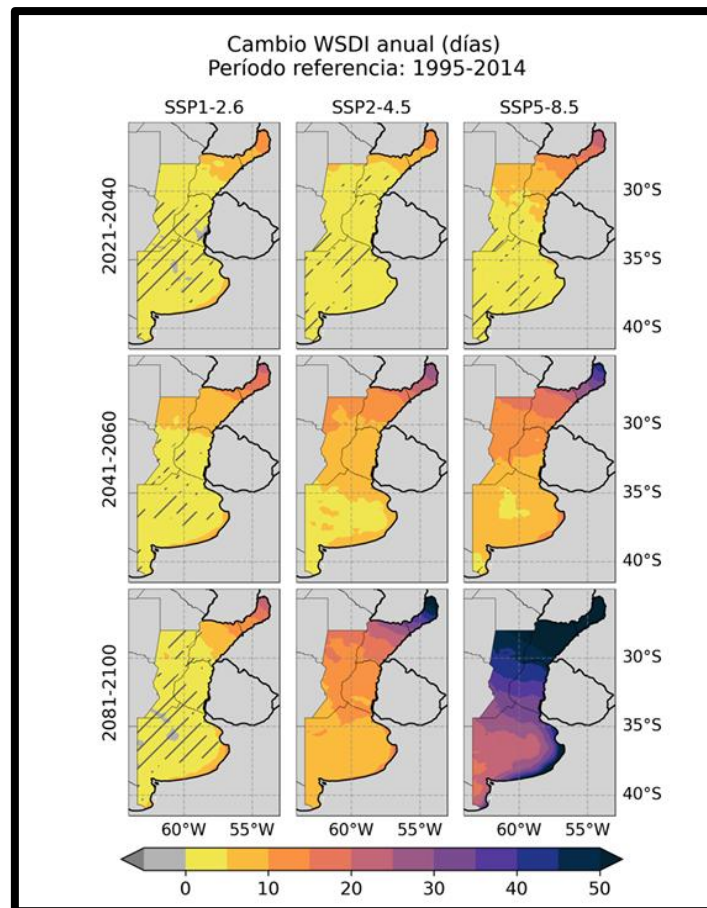 Cambio WSDI anual (días)
Período referencia: 1995-2014
SSP1-2.6 SSP2-4.5 SSP5-8.5
2021-2040
30°S
35°S
40°S
2041-2060
30°S
35°S
40°S
2081-2100
30°S
35°S
40°S
60°W 55°W 60°W 55°W 60°W 55°W
0 10 20 30 40 50